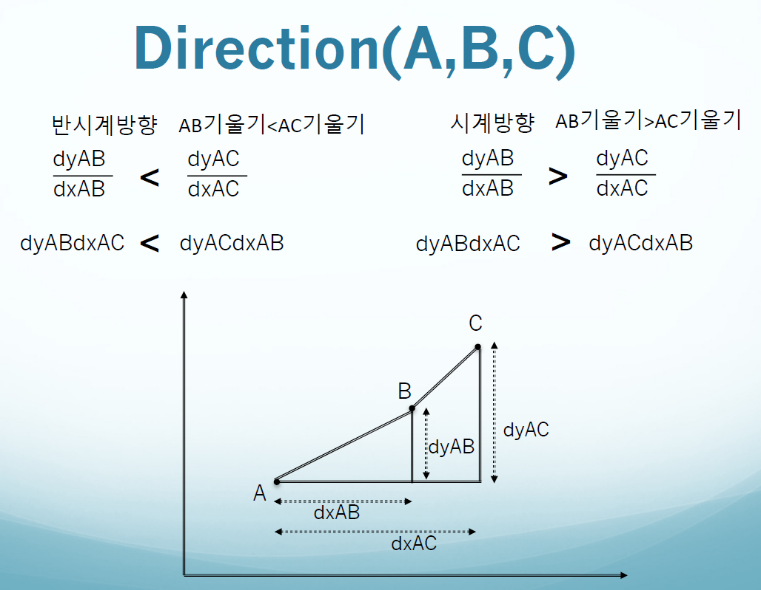 Direction(A,B,C)
반시계방향 AB기울기<AC기울기
dyAB
dxAB
<
dyAC
dxAC
dyABdxAC < dyACdxAB
시계방향 AB기울기>AC기울기
dyAB
dxAB
>
dyAC
dxAC
dyABdxAC > dyACdxAB
C
B
dyAC
dyAB
A
dxAB
dxAC